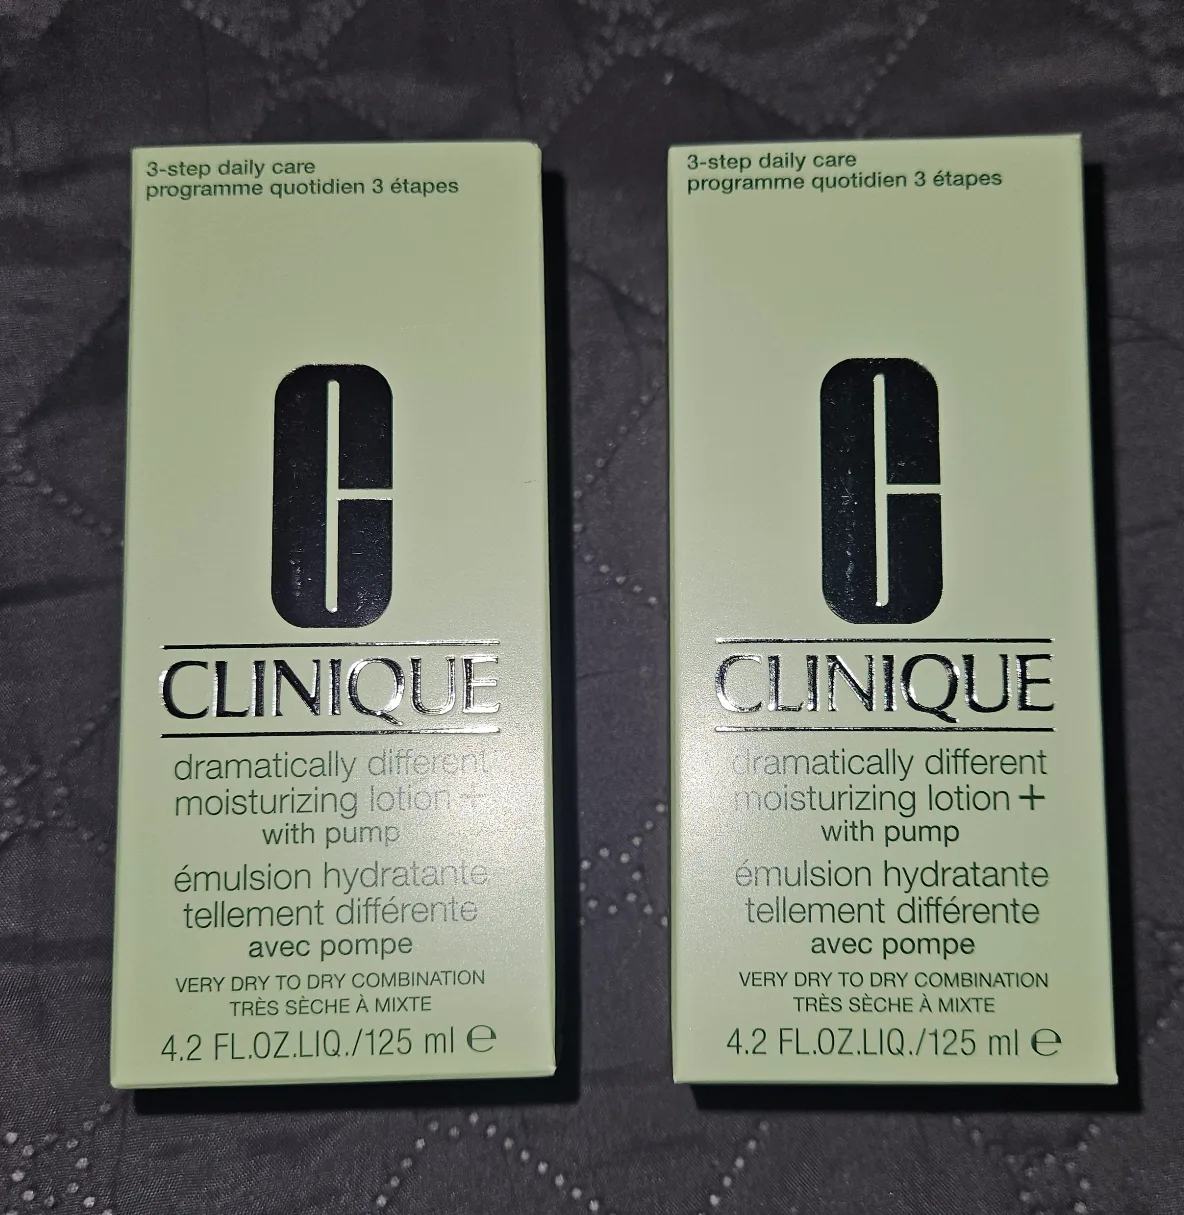 3-step daily care
programme quotidien 3 étapes
C
CLINIQUE
dramatically different
moisturizing lotion +
with pump
émulsion hydratante
tellement différente
avec pompe
VERY DRY TO DRY COMBINATION
TRÈS SÈCHE À MIXTE
4.2 FL.OZ.LIQ./125 ml ℮
3-step daily care
programme quotidien 3 étapes
C
CLINIQUE
dramatically different
moisturizing lotion +
with pump
émulsion hydratante
tellement différente
avec pompe
VERY DRY TO DRY COMBINATION
TRÈS SÈCHE À MIXTE
4.2 FL.OZ.LIQ./125 ml ℮